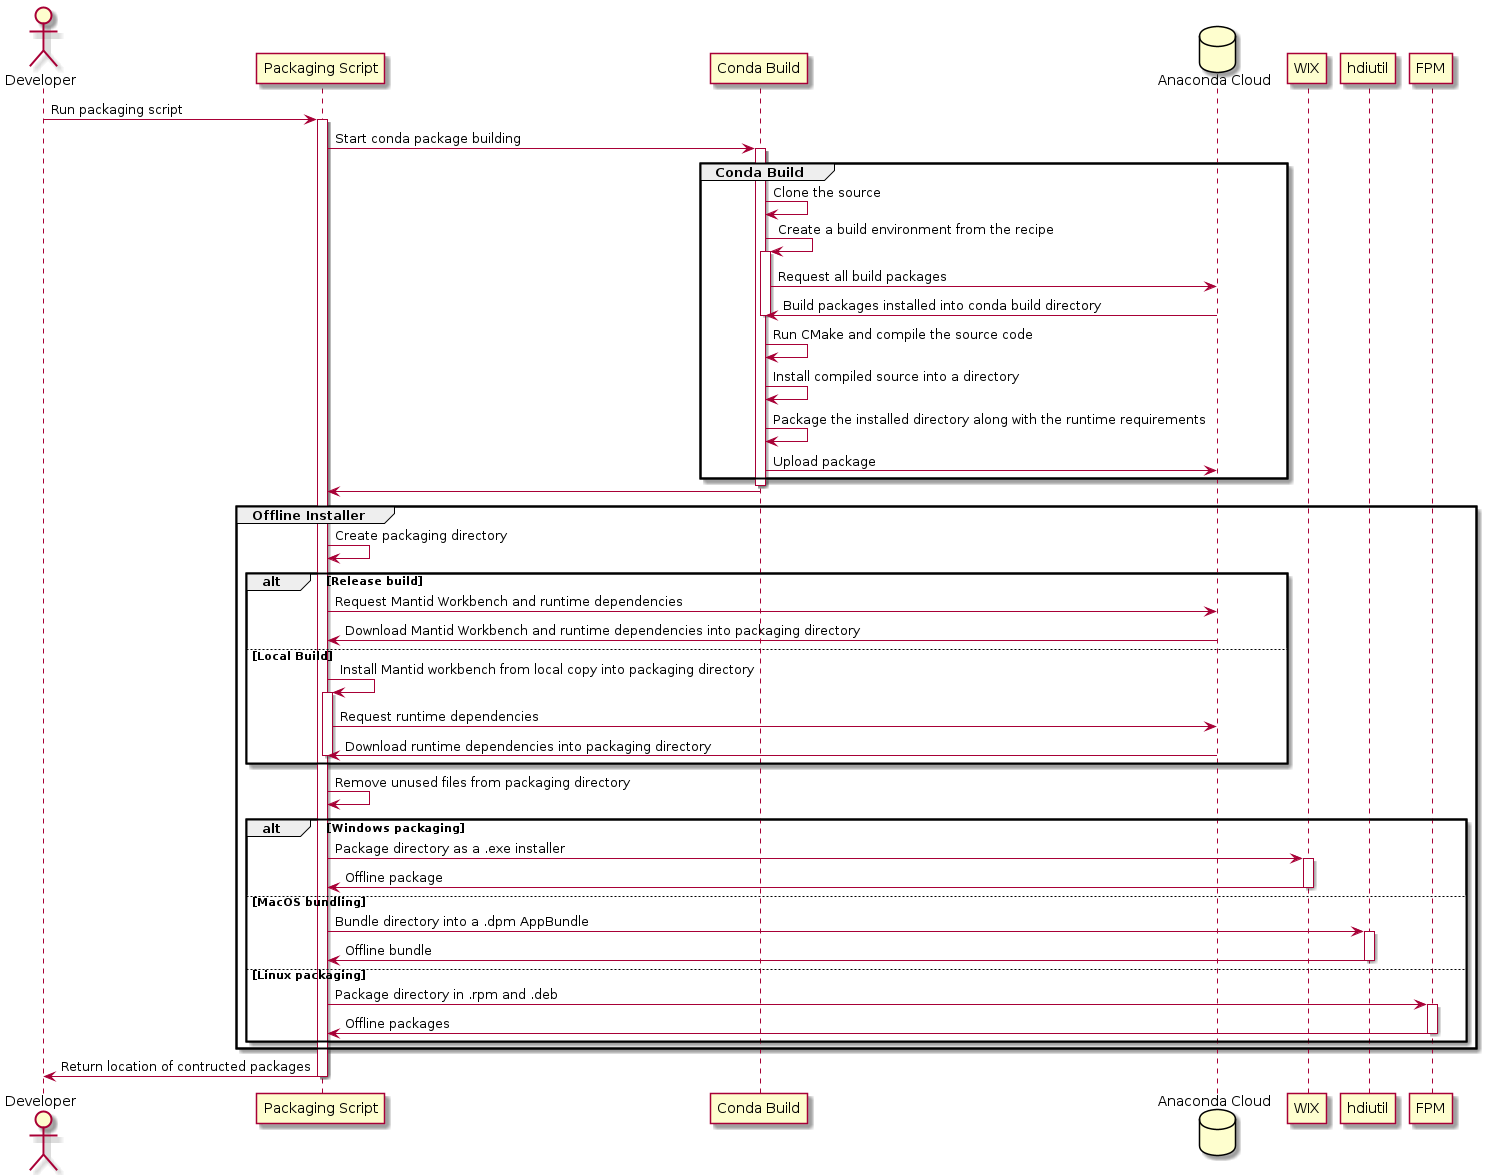 Developer
Packaging Script
Conda Build
Anaconda Cloud
WIX
hdiutil
FPM
Run packaging script
Start conda package building
Conda Build
Clone the source
Create a build environment from the recipe
Request all build packages
Build packages installed into conda build directory
Run CMake and compile the source code
Install compiled source into a directory
Package the installed directory along with the runtime requirements
Upload package
Offline Installer
Create packaging directory
alt
[Release build]
Request Mantid Workbench and runtime dependencies
Download Mantid Workbench and runtime dependencies into packaging directory
[Local Build]
Install Mantid workbench from local copy into packaging directory
Request runtime dependencies
Download runtime dependencies into packaging directory
Remove unused files from packaging directory
alt
[Windows packaging]
Package directory as a .exe installer
Offline package
[MacOS bundling]
Bundle directory into a .dpm AppBundle
Offline bundle
[Linux packaging]
Package directory in .rpm and .deb
Offline packages
Return location of contructed packages
Developer
Packaging Script
Conda Build
Anaconda Cloud
WIX
hdiutil
FPM